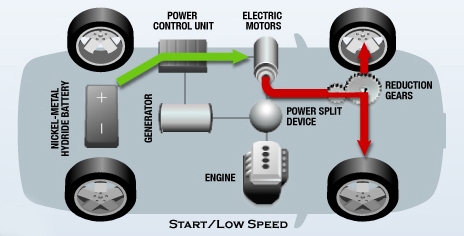 POWER
CONTROL UNIT
ELECTRIC
MOTORS
NICKEL-METAL
HYDRIDE BATTERY
GENERATOR
REDUCTION
GEARS
POWER SPLIT
DEVICE
ENGINE
START/LOW SPEED